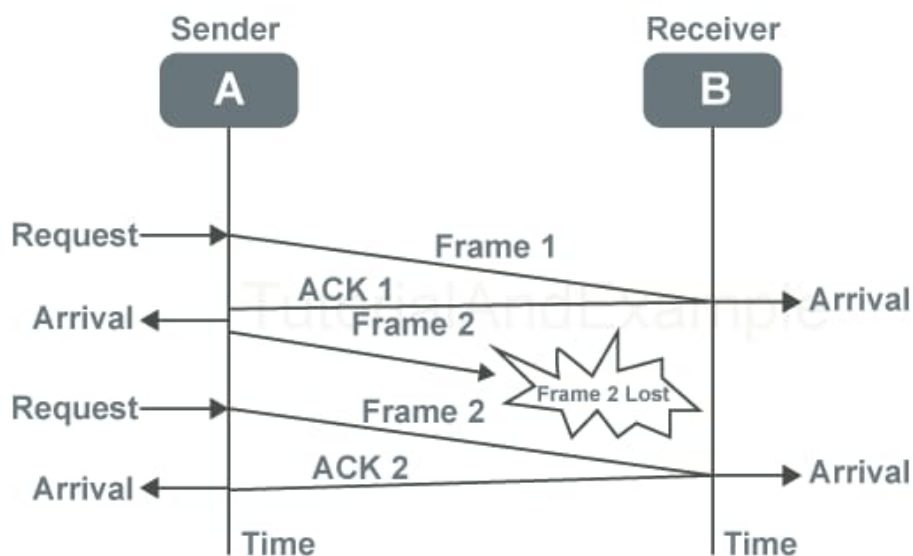 Sender
Receiver
A
B
Request
Frame 1
ACK 1
Arrival
TutorialAndExample
Arrival
Frame 2
Frame 2 Lost
Request
Frame 2
ACK 2
Arrival
Arrival
Time
Time